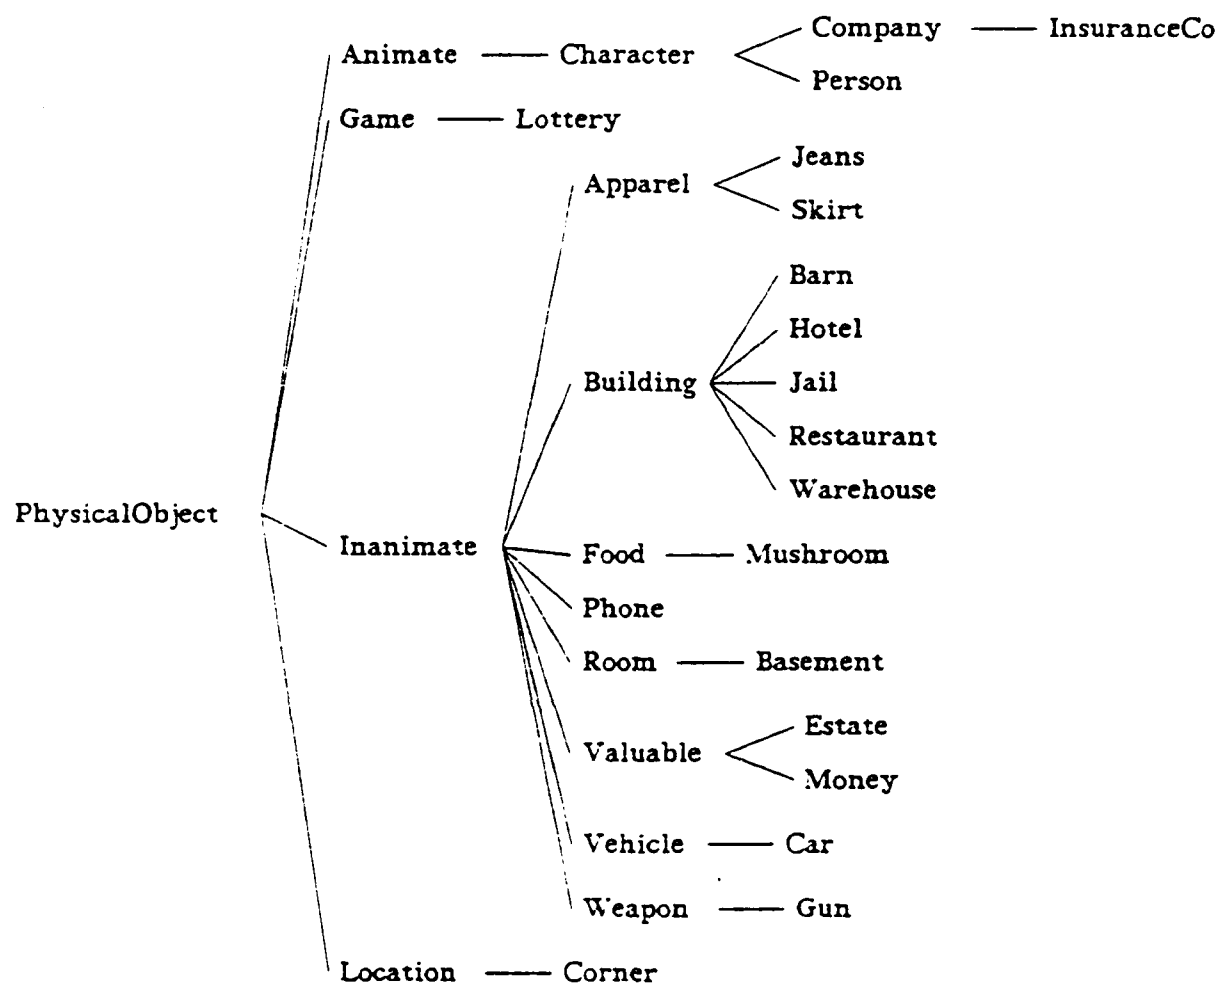 Company InsuranceCo
Animate Character
Person
Game Lottery
Jeans
Apparel
Skirt
Barn
Hotel
Building Jail
Restaurant
Warehouse
PhysicalObject
Inanimate
Food Mushroom
Phone
Room Basement
Estate
Valuable
Money
Vehicle Car
Weapon Gun
Location Corner